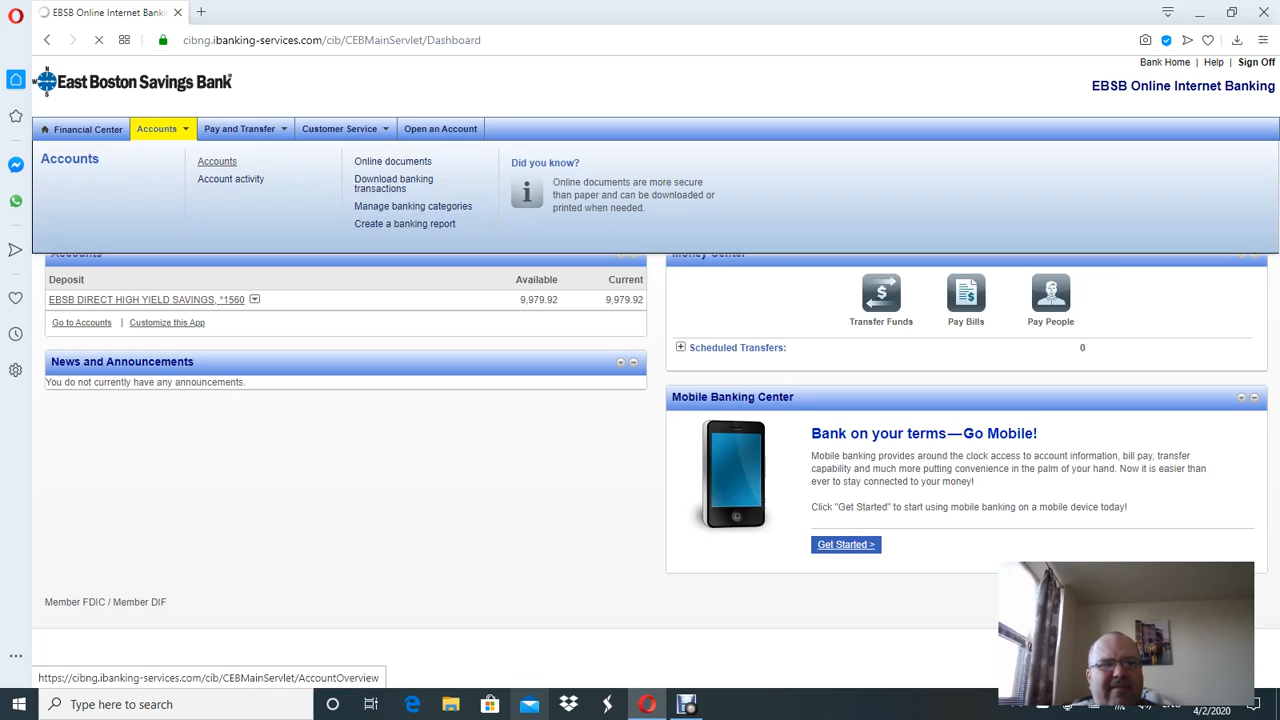 EBSB Online Internet Bankin
cibng.ibanking-services.com/cib/CEBMainServlet/Dashboard
Bank Home | Help | Sign Off
N
W
S
East Boston Savings Bank
EBSB Online Internet Banking
Financial Center
Accounts
Pay and Transfer
Customer Service
Open an Account
Accounts
Accounts
Account activity
Online documents
Download banking
transactions
Manage banking categories
Create a banking report
Did you know?
Online documents are more secure
than paper and can be downloaded or
printed when needed.
Accounts
Deposit Available Current
EBSB DIRECT HIGH YIELD SAVINGS, *1560 9,979.92 9,979.92
Go to Accounts | Customize this App
News and Announcements
You do not currently have any announcements.
Money Center
Transfer Funds
Pay Bills
Pay People
Scheduled Transfers: 0
Mobile Banking Center
Bank on your terms—Go Mobile!
Mobile banking provides around the clock access to account information, bill pay, transfer
capability and much more putting convenience in the palm of your hand. Now it is easier than
ever to stay connected to your money!
Click "Get Started" to start using mobile banking on a mobile device today!
Get Started >
Member FDIC / Member DIF
https://cibng.ibanking-services.com/cib/CEBMainServlet/AccountOverview
Type here to search
4/2/2020